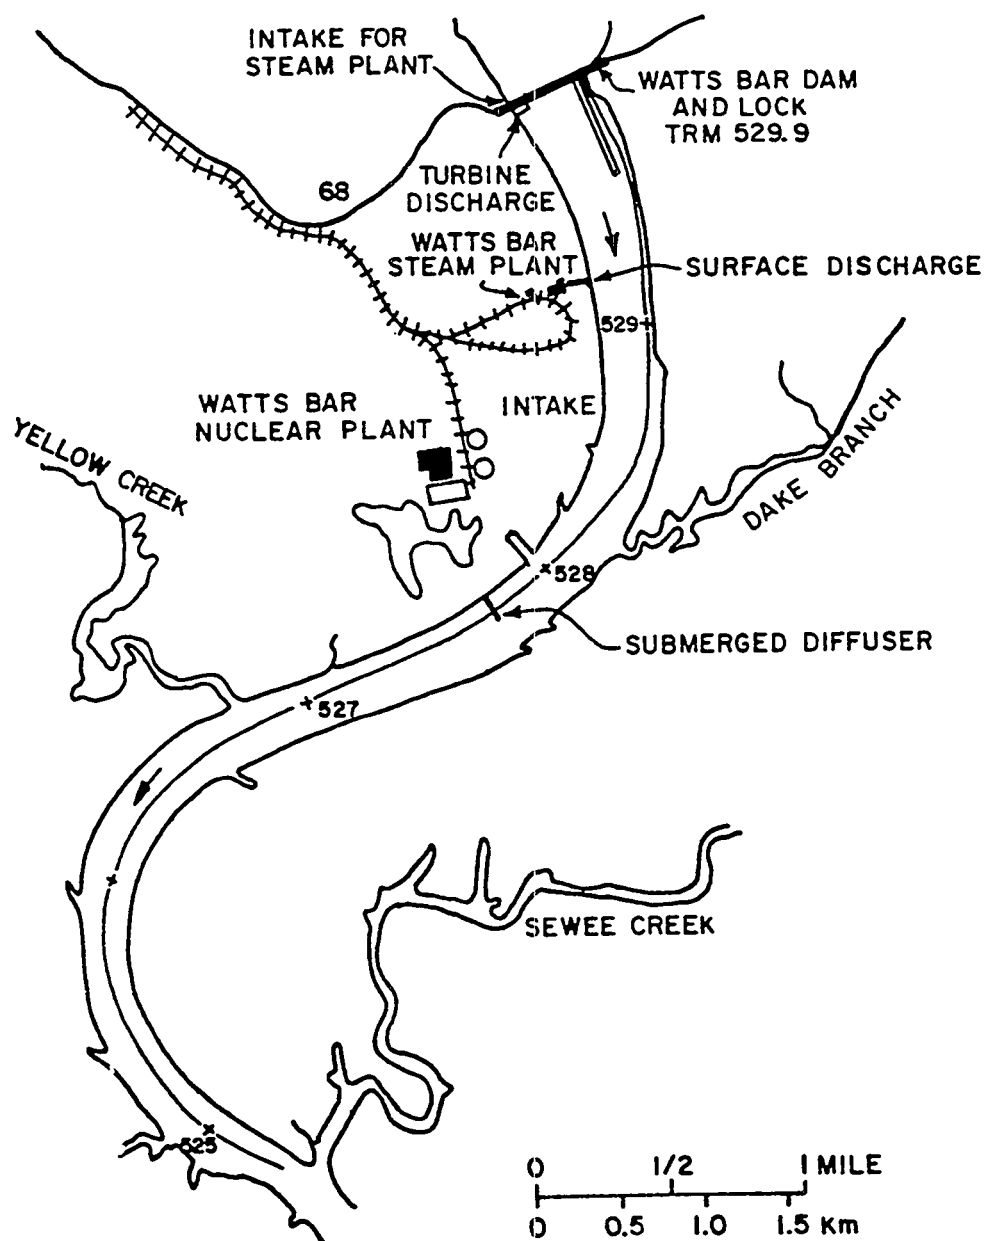 INTAKE FOR
STEAM PLANT
WATTS BAR DAM
AND LOCK
TRM 529.9
68
TURBINE
DISCHARGE
WATTS BAR
STEAM PLANT
SURFACE DISCHARGE
529
INTAKE
WATTS BAR
NUCLEAR PLANT
YELLOW CREEK
DAKE BRANCH
528
SUBMERGED DIFFUSER
527
SEWEE CREEK
525
0 1/2 1 MILE
0 0.5 1.0 1.5 Km